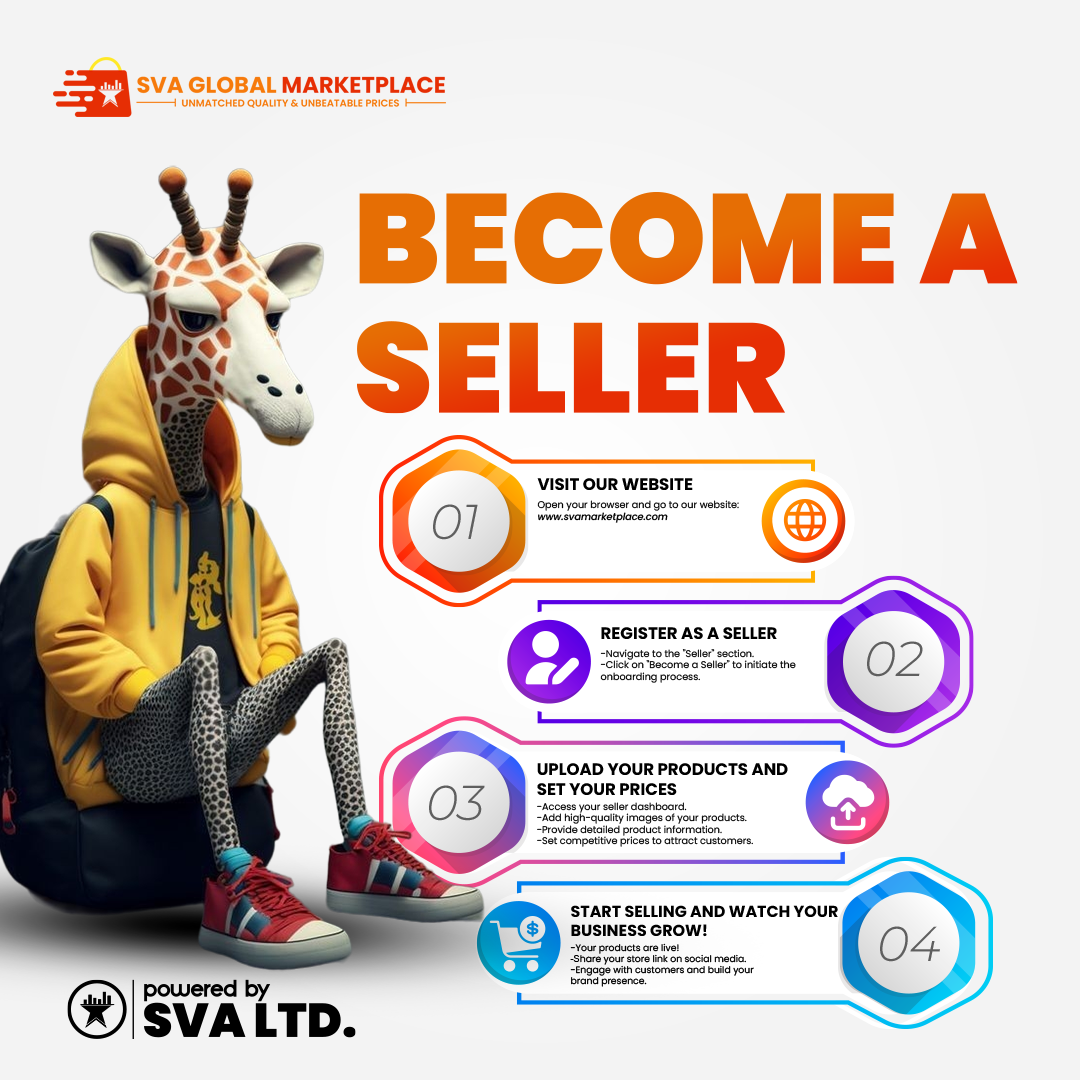 SVA GLOBAL MARKETPLACE
UNMATCHED QUALITY & UNBEATABLE PRICES
BECOME A
SELLER
01
VISIT OUR WEBSITE
Open your browser and go to our website:
www.svamarketplace.com
REGISTER AS A SELLER
-Navigate to the "Seller" section.
-Click on "Become a Seller" to initiate the
onboarding process.
02
03
UPLOAD YOUR PRODUCTS AND
SET YOUR PRICES
-Access your seller dashboard.
-Add high-quality images of your products.
-Provide detailed product information.
-Set competitive prices to attract customers.
$
START SELLING AND WATCH YOUR
BUSINESS GROW!
-Your products are live!
-Share your store link on social media.
-Engage with customers and build your
brand presence.
04
powered by
SVA LTD.